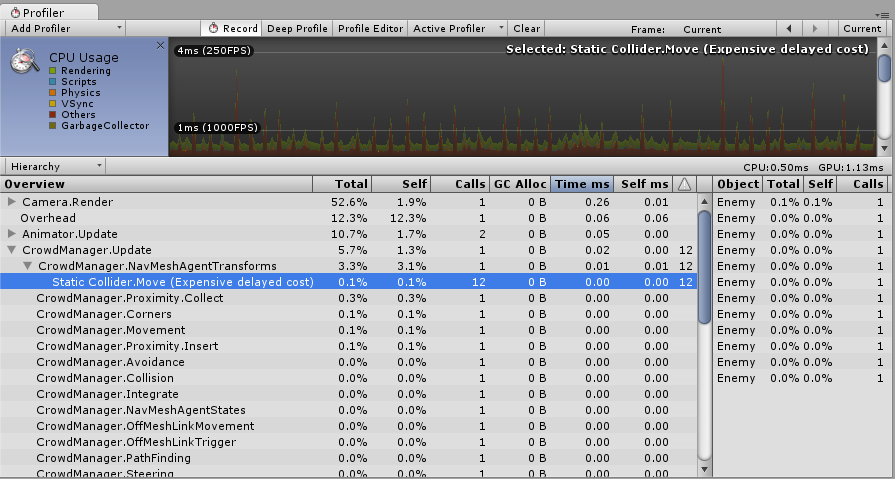 Profiler
Add Profiler Record Deep Profile Profile Editor Active Profiler Clear Frame: Current Current
CPU Usage
Rendering
Scripts
Physics
VSync
Others
GarbageCollector
4ms (250FPS) Selected: Static Collider.Move (Expensive delayed cost)
1ms (1000FPS)
Hierarchy CPU:0.50ms GPU:1.13ms
Overview Total Self Calls GC Alloc Time ms Self ms Object Total Self Calls
Camera.Render 52.6% 1.9% 1 0 B 0.26 0.01 Enemy 0.1% 0.1% 1
Overhead 12.3% 12.3% 1 0 B 0.06 0.06 Enemy 0.0% 0.0% 1
Animator.Update 10.7% 1.7% 2 0 B 0.05 0.00 Enemy 0.0% 0.0% 1
CrowdManager.Update 5.7% 1.3% 1 0 B 0.02 0.00 12 Enemy 0.0% 0.0% 1
CrowdManager.NavMeshAgentTransforms 3.3% 3.1% 1 0 B 0.01 0.01 12 Enemy 0.0% 0.0% 1
Static Collider.Move (Expensive delayed cost) 0.1% 0.1% 12 0 B 0.00 0.00 12 Enemy 0.0% 0.0% 1
CrowdManager.Proximity.Collect 0.3% 0.3% 1 0 B 0.00 0.00 Enemy 0.0% 0.0% 1
CrowdManager.Corners 0.1% 0.1% 1 0 B 0.00 0.00 Enemy 0.0% 0.0% 1
CrowdManager.Movement 0.1% 0.1% 1 0 B 0.00 0.00 Enemy 0.0% 0.0% 1
CrowdManager.Proximity.Insert 0.1% 0.1% 1 0 B 0.00 0.00 Enemy 0.0% 0.0% 1
CrowdManager.Avoidance 0.0% 0.0% 1 0 B 0.00 0.00 Enemy 0.0% 0.0% 1
CrowdManager.Collision 0.0% 0.0% 1 0 B 0.00 0.00 Enemy 0.0% 0.0% 1
CrowdManager.Integrate 0.0% 0.0% 1 0 B 0.00 0.00
CrowdManager.NavMeshAgentStates 0.0% 0.0% 1 0 B 0.00 0.00
CrowdManager.OffMeshLinkMovement 0.0% 0.0% 1 0 B 0.00 0.00
CrowdManager.OffMeshLinkTrigger 0.0% 0.0% 1 0 B 0.00 0.00
CrowdManager.PathFinding 0.0% 0.0% 1 0 B 0.00 0.00
CrowdManager.Steering 0.0% 0.0% 1 0 B 0.00 0.00